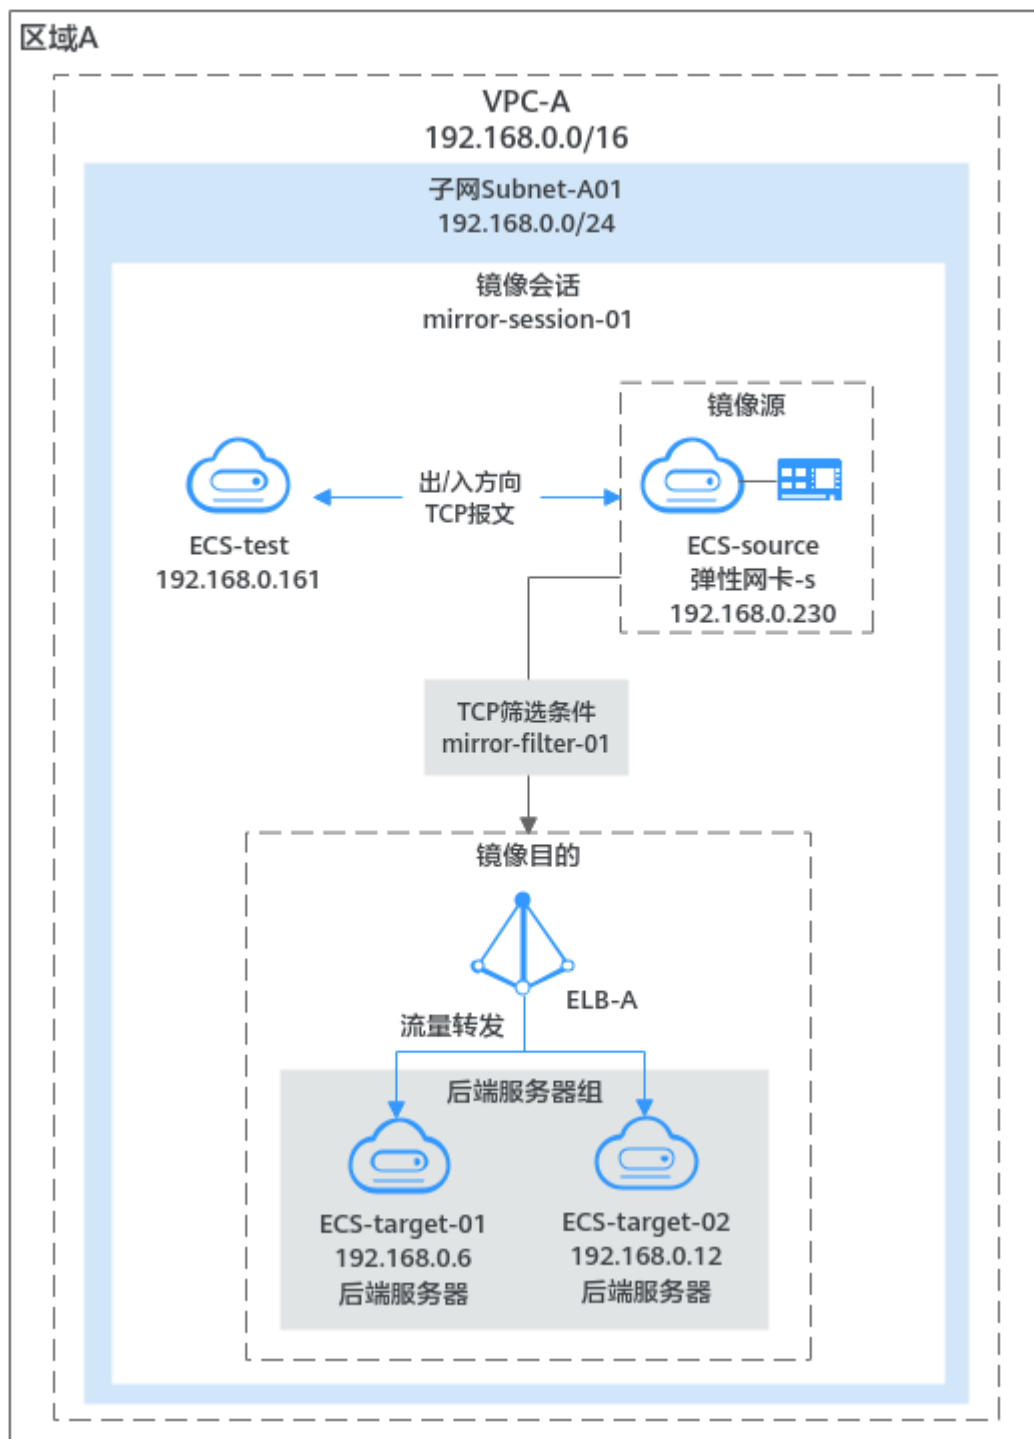 区域A
VPC-A
192.168.0.0/16
子网Subnet-A01
192.168.0.0/24
镜像会话
mirror-session-01
镜像源
出/入方向
TCP报文
ECS-test
192.168.0.161
ECS-source
弹性网卡-s
192.168.0.230
TCP筛选条件
mirror-filter-01
镜像目的
ELB-A
流量转发
后端服务器组
ECS-target-01
192.168.0.6
后端服务器
ECS-target-02
192.168.0.12
后端服务器